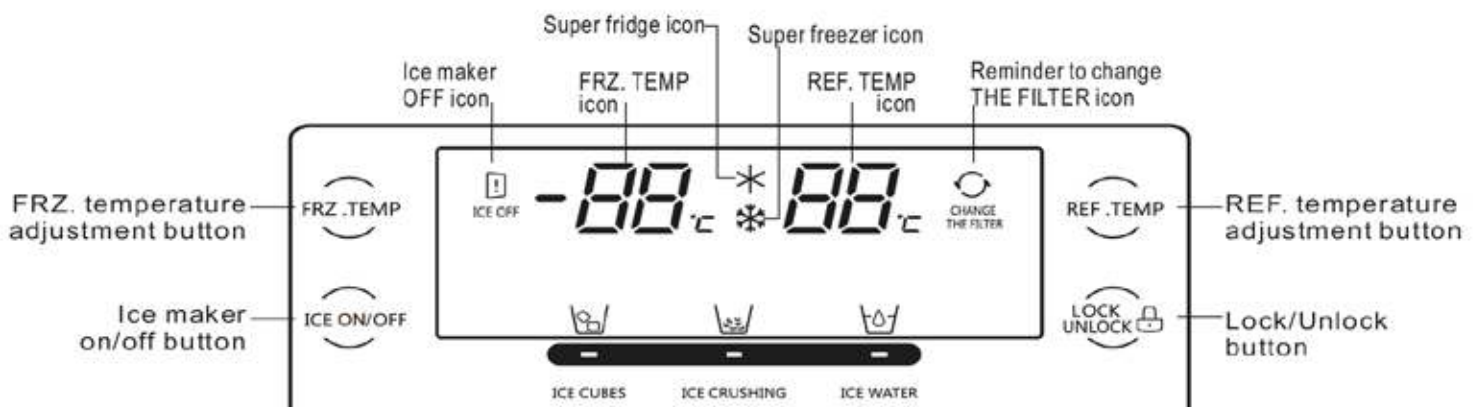 Super fridge icon
Super freezer icon
Ice maker
OFF icon
FRZ. TEMP
icon
REF. TEMP
icon
Reminder to change
THE FILTER icon
FRZ. temperature
adjustment button
FRZ .TEMP
ICE OFF
-88 °C
88 °C
CHANGE
THE FILTER
REF .TEMP
REF. temperature
adjustment button
Ice maker
on/off button
ICE ON/OFF
LOCK
UNLOCK
Lock/Unlock
button
ICE CUBES
ICE CRUSHING
ICE WATER